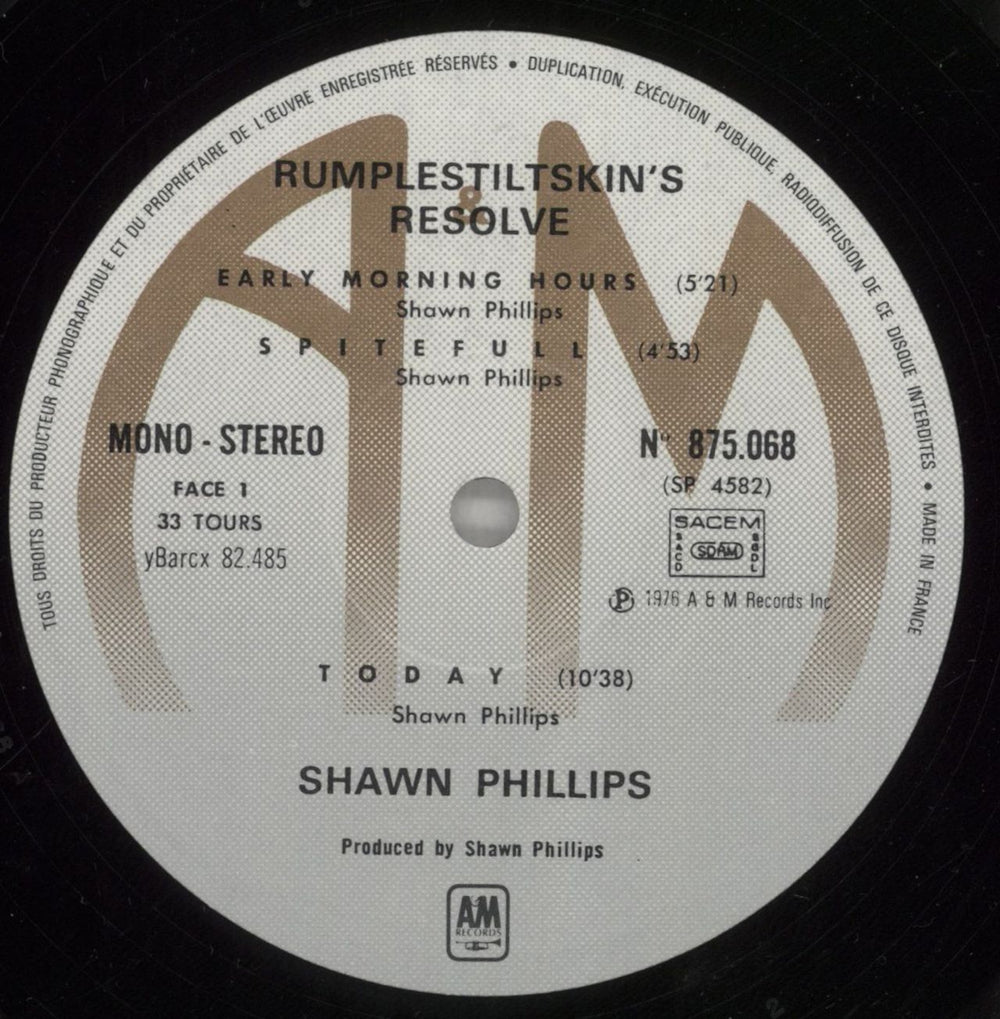 TOUS DROITS DU PRODUCTEUR PHONOGRAPHIQUE ET DU PROPRIÉTAIRE DE L'ŒUVRE ENREGISTRÉE RÉSERVÉS • DUPLICATION, EXÉCUTION PUBLIQUE, RADIODIFFUSION DE CE DISQUE INTERDITES • MADE IN FRANCE
A&M
RUMPLESTILTSKIN'S
RESOLVE
EARLY MORNING HOURS (5'21)
Shawn Phillips
SPITEFULL (4'53)
Shawn Phillips
MONO - STEREO
FACE 1
33 TOURS
yBarcx 82.485
N° 875.068
(SP 4582)
SACEM
SACD SDRM SGDL
℗ 1976 A & M Records Inc
TODAY (10'38)
Shawn Phillips
SHAWN PHILLIPS
Produced by Shawn Phillips
A&M
RECORDS